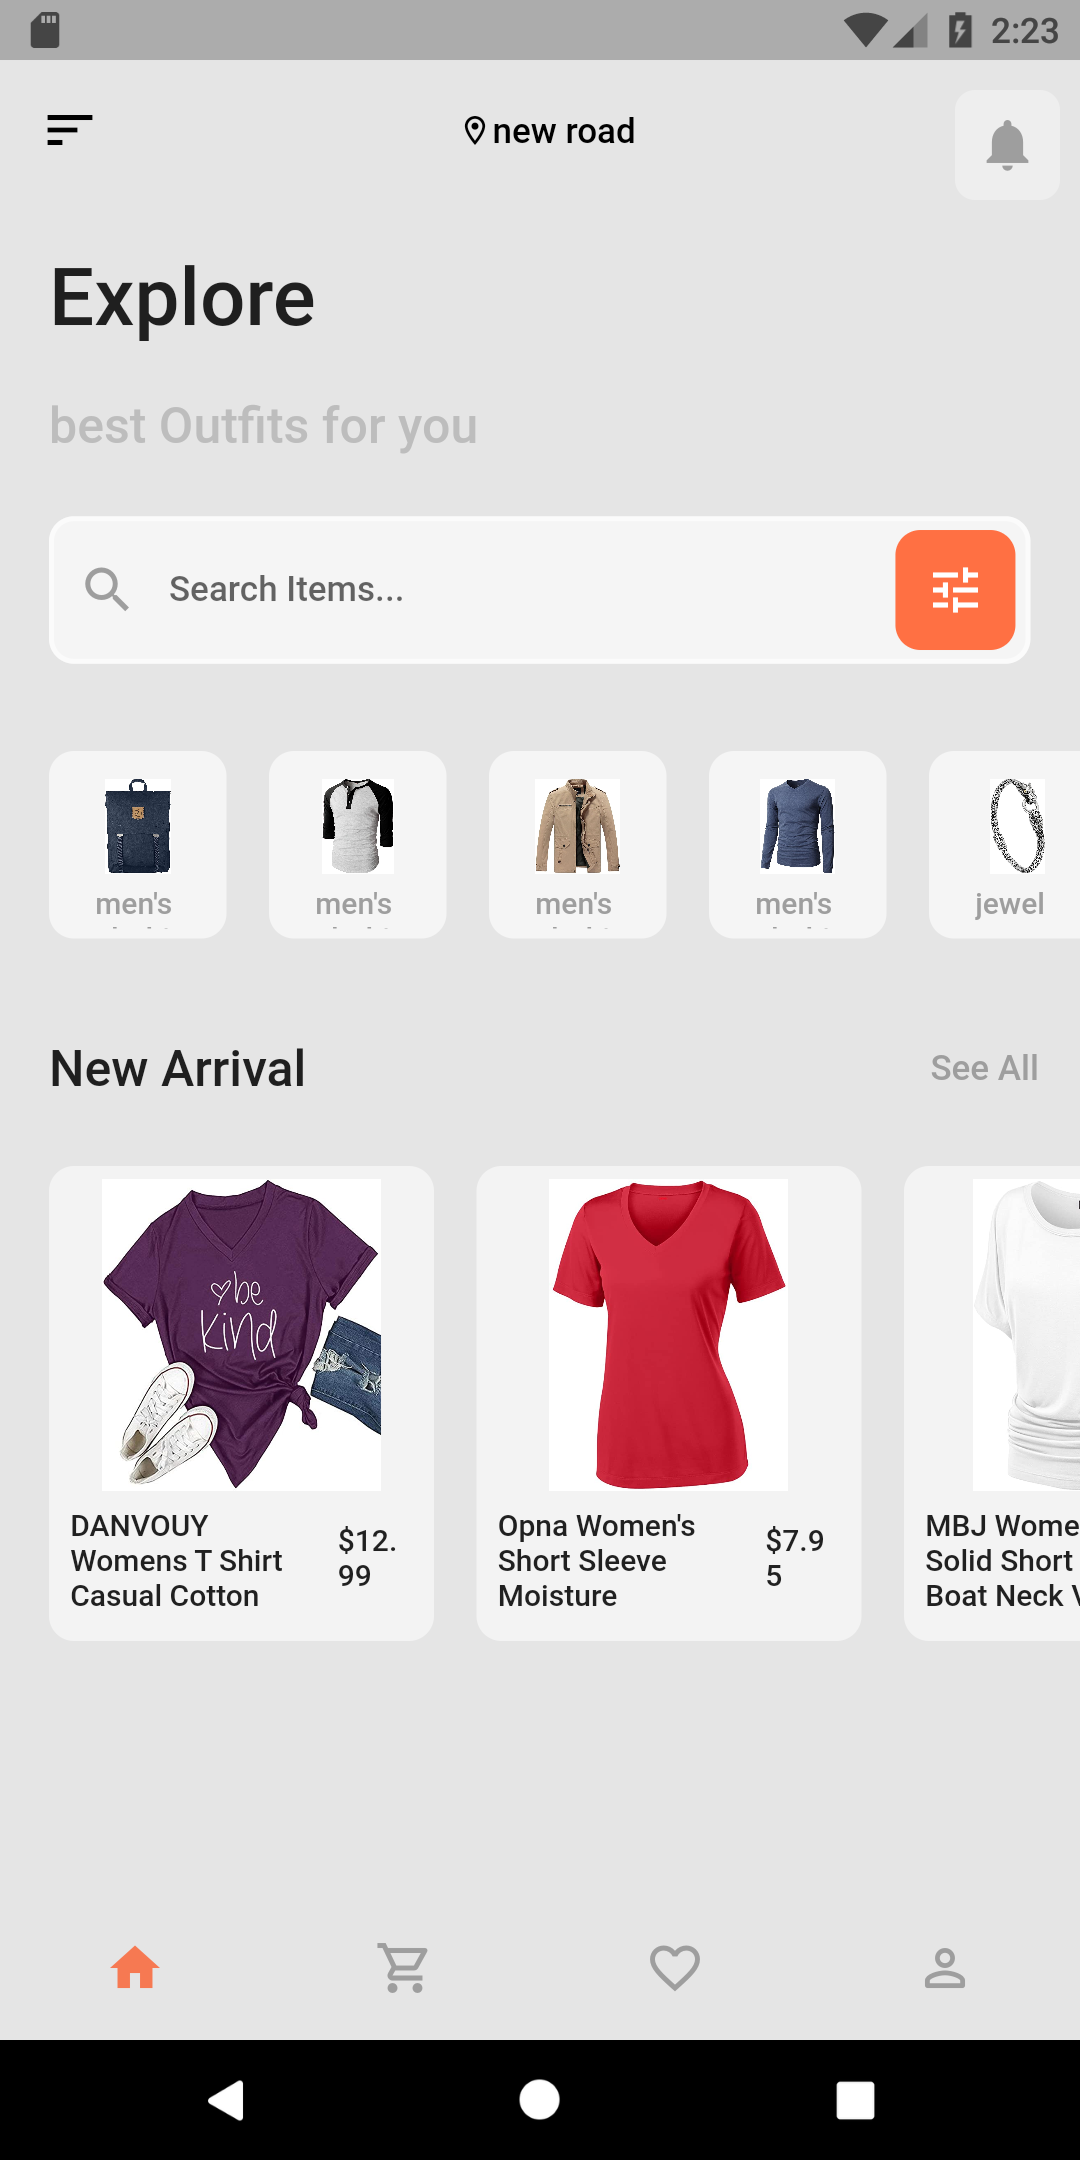 2:23
new road
Explore
best Outfits for you
Search Items...
men's
men's
men's
men's
jewel
New Arrival
See All
be
kind
DANVOUY
Womens T Shirt
Casual Cotton
$12.
99
Opna Women's
Short Sleeve
Moisture
$7.9
5
MBJ Wome
Solid Short
Boat Neck